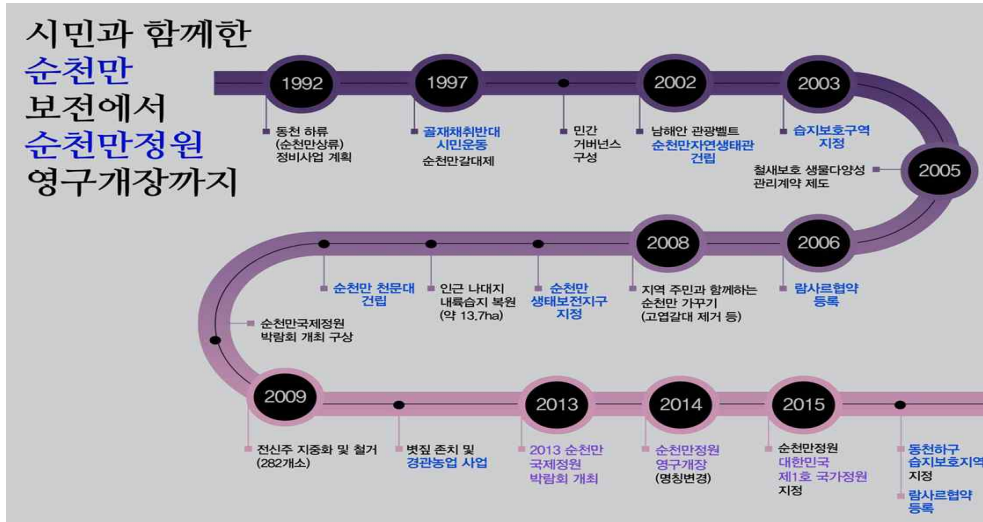 시민과 함께한
순천만
보전에서
순천만정원
영구개장까지
1992
동천 하류
(순천만상류)
정비사업 계획
1997
골재채취반대
시민운동
순천만갈대제
민간
거버넌스
구성
2002
남해안 관광벨트
순천만자연생태관
건립
2003
습지보호구역
지정
2005
철새보호 생물다양성
관리계약 제도
2006
람사르협약
등록
2008
지역 주민과 함께하는
순천만 가꾸기
(고엽갈대 제거 등)
순천만
생태보전지구
지정
인근 나대지
내륙습지 복원
(약 13.7ha)
순천만 천문대
건립
순천만국제정원
박람회 개최 구상
2009
전신주 지중화 및 철거
(282개소)
볏짚 존치 및
경관농업 사업
2013
2013 순천만
국제정원
박람회 개최
2014
순천만정원
영구개장
(명칭변경)
2015
순천만정원
대한민국
제1호 국가정원
지정
동천하구
습지보호지역
지정
람사르협약
등록